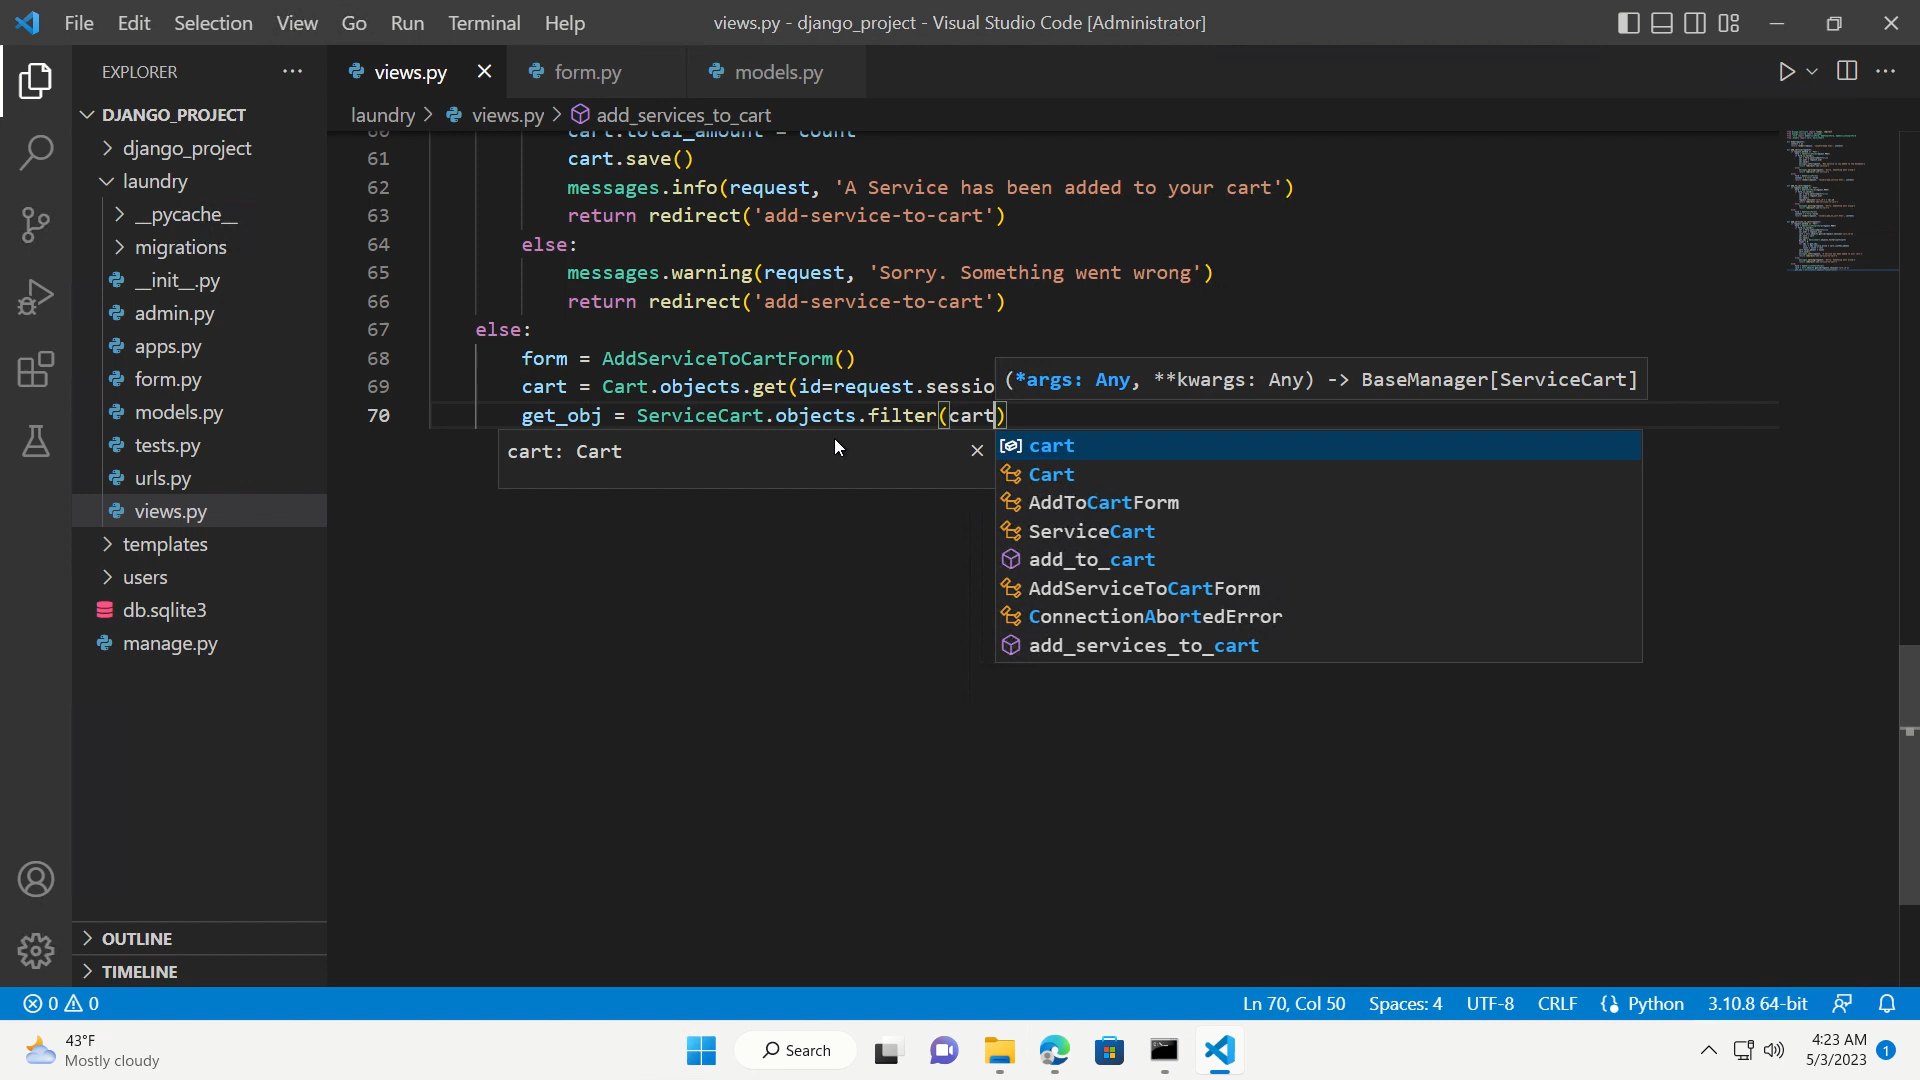 File Edit Selection View Go Run Terminal Help
views.py - django_project - Visual Studio Code [Administrator]
EXPLORER
views.py
form.py
models.py
DJANGO_PROJECT
laundry > views.py > add_services_to_cart
django_project
laundry
__pycache__
migrations
__init__.py
admin.py
apps.py
form.py
models.py
tests.py
urls.py
views.py
templates
users
db.sqlite3
manage.py
60 cart.total_amount = count
61 cart.save()
62 messages.info(request, 'A Service has been added to your cart')
63 return redirect('add-service-to-cart')
64 else:
65 messages.warning(request, 'Sorry. Something went wrong')
66 return redirect('add-service-to-cart')
67 else:
68 form = AddServiceToCartForm()
69 cart = Cart.objects.get(id=request.sessio
70 get_obj = ServiceCart.objects.filter(cart)
(*args: Any, **kwargs: Any) -> BaseManager[ServiceCart]
cart: Cart
cart
Cart
AddToCartForm
ServiceCart
add_to_cart
AddServiceToCartForm
ConnectionAbortedError
add_services_to_cart
OUTLINE
TIMELINE
0 0
Ln 70, Col 50 Spaces: 4 UTF-8 CRLF Python 3.10.8 64-bit
43°F
Mostly cloudy
Search
4:23 AM
5/3/2023
1